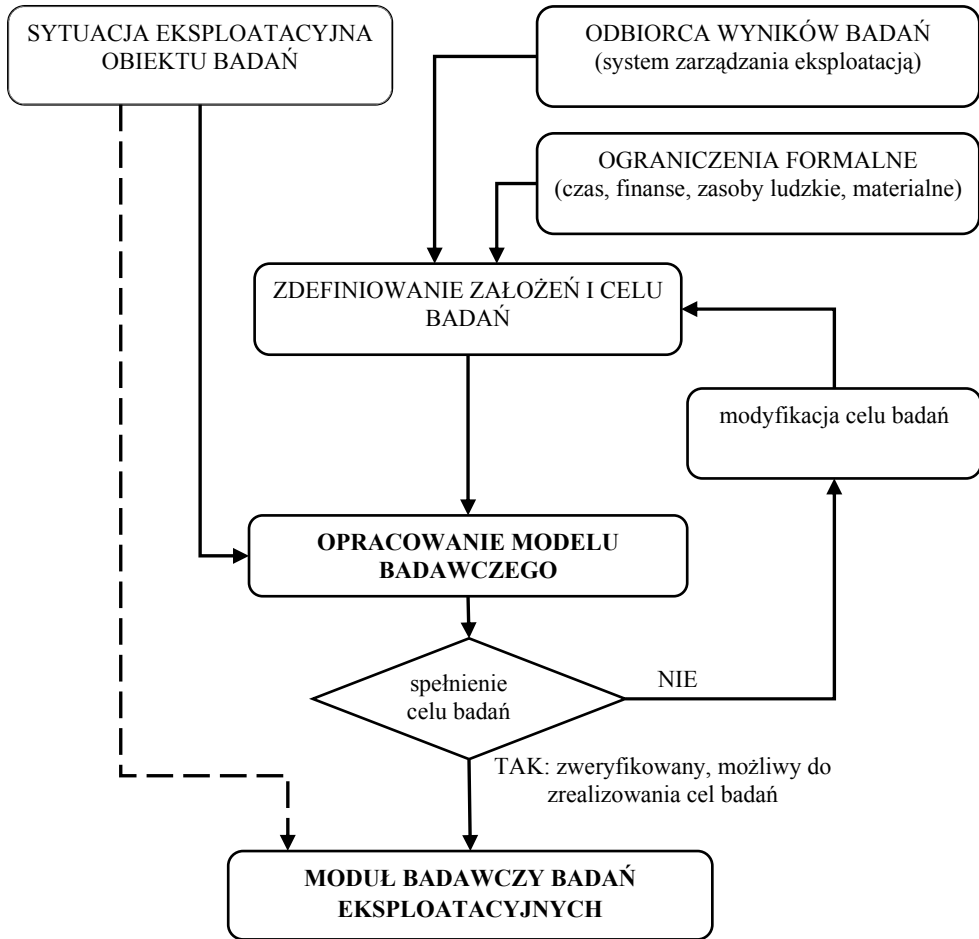 SYTUACJA EKSPLOATACYJNA
OBIEKTU BADAŃ
ODBIORCA WYNIKÓW BADAŃ
(system zarządzania eksploatacją)
OGRANICZENIA FORMALNE
(czas, finanse, zasoby ludzkie, materialne)
ZDEFINIOWANIE ZAŁOŻEŃ I CELU
BADAŃ
modyfikacja celu badań
OPRACOWANIE MODELU
BADAWCZEGO
spełnienie
celu badań
NIE
TAK: zweryfikowany, możliwy do
zrealizowania cel badań
MODUŁ BADAWCZY BADAŃ
EKSPLOATACYJNYCH